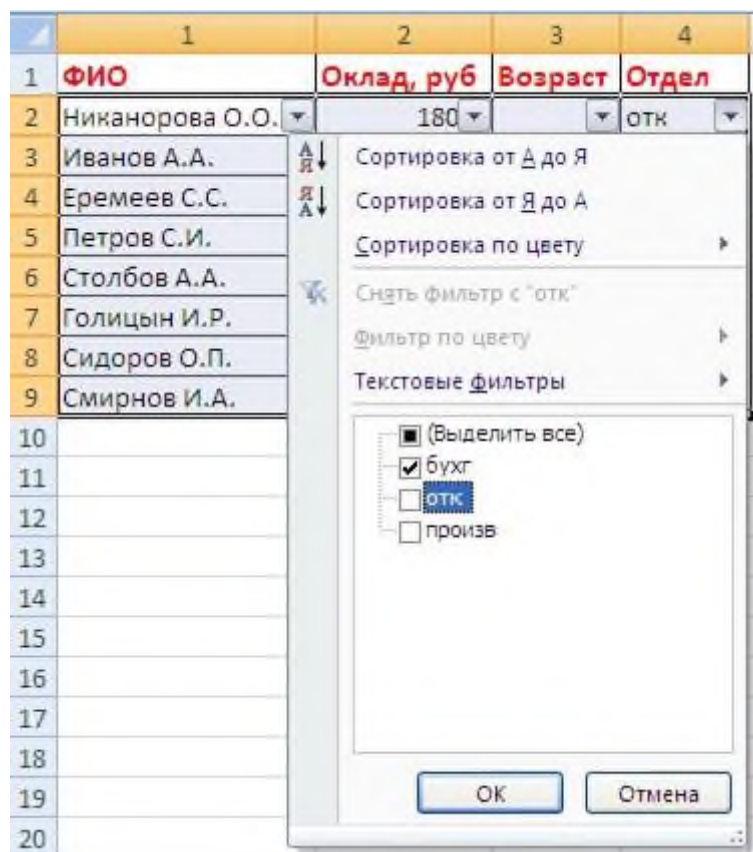 1 2 3 4
1 ФИО Оклад, руб Возраст Отдел
2 Никанорова О.О. 180 отк
3 Иванов А.А.
4 Еремеев С.С.
5 Петров С.И.
6 Столбов А.А.
7 Голицын И.Р.
8 Сидоров О.П.
9 Смирнов И.А.
10
11
12
13
14
15
16
17
18
19
20
Сортировка от А до Я
Сортировка от Я до А
Сортировка по цвету
Снять фильтр с "отк"
Фильтр по цвету
Текстовые фильтры
(Выделить все)
бухг
отк
произв
ОК Отмена